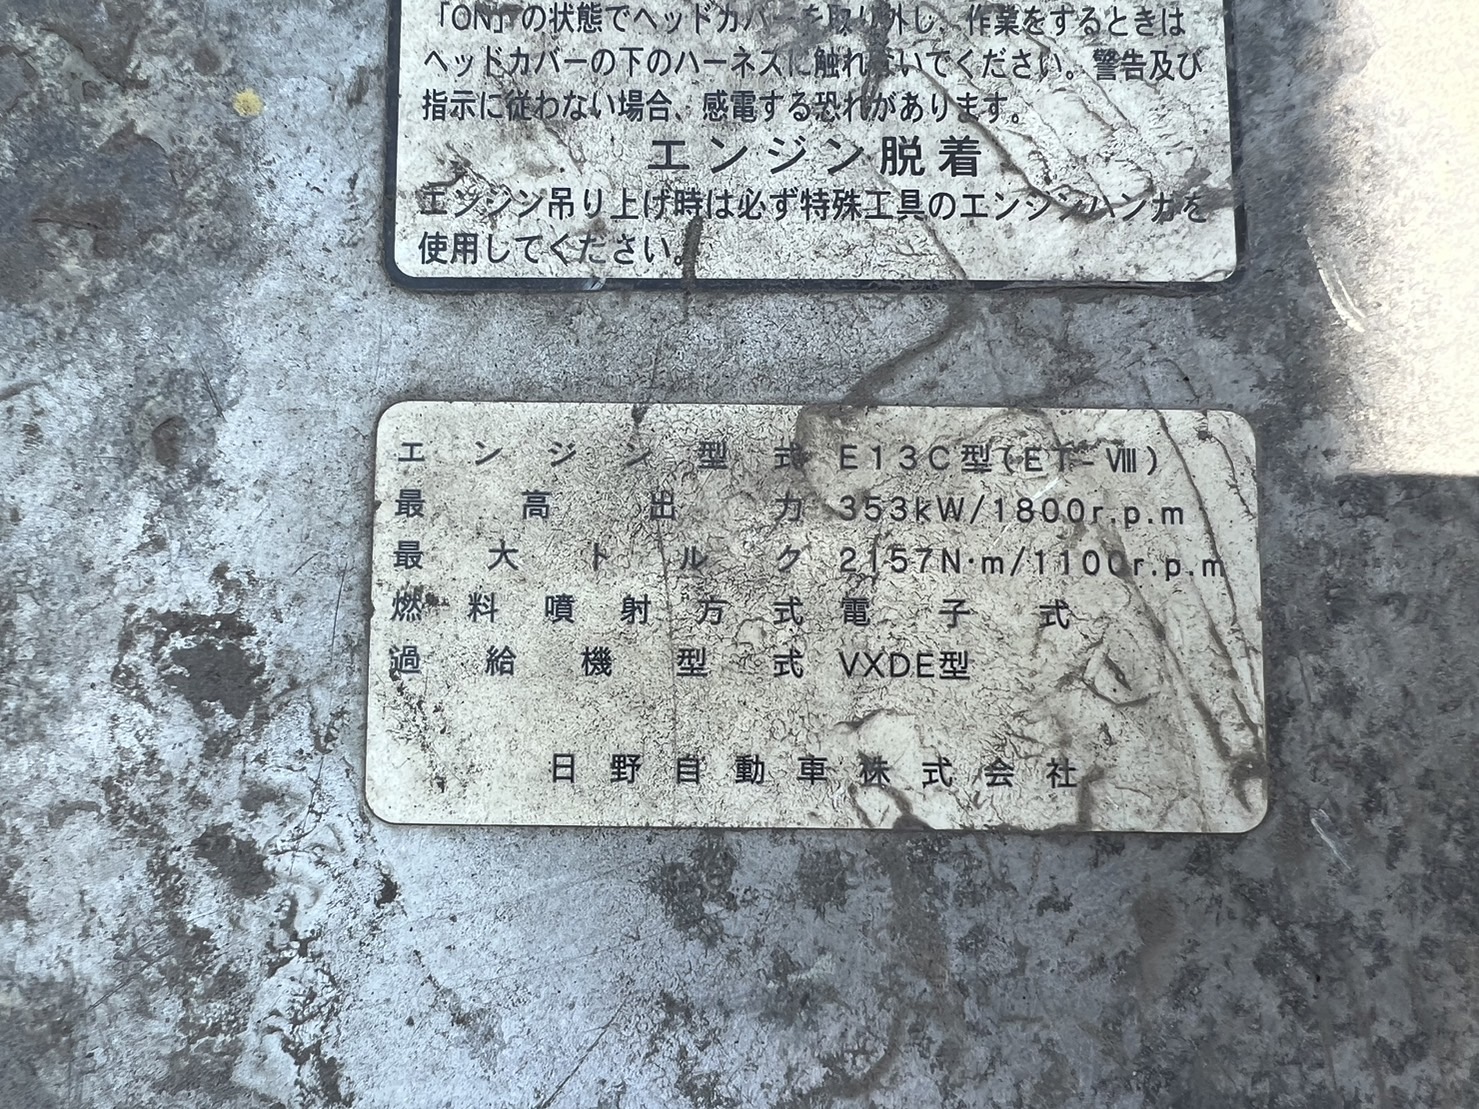 「ON」の状態でヘッドカバーを取り外し、作業をするときは
ヘッドカバーの下のハーネスに触れないでください。警告及び
指示に従わない場合、感電する恐れがあります。
エンジン脱着
エンジン吊り上げ時は必ず特殊工具のエンジンハンガを
使用してください。
エンジン型式 E13C型(ET-Ⅷ)
最高出力 353kW/1800r.p.m
最大トルク 2157N·m/1100r.p.m
燃料噴射方式 電子式
過給機型式 VXDE型
日野自動車株式会社